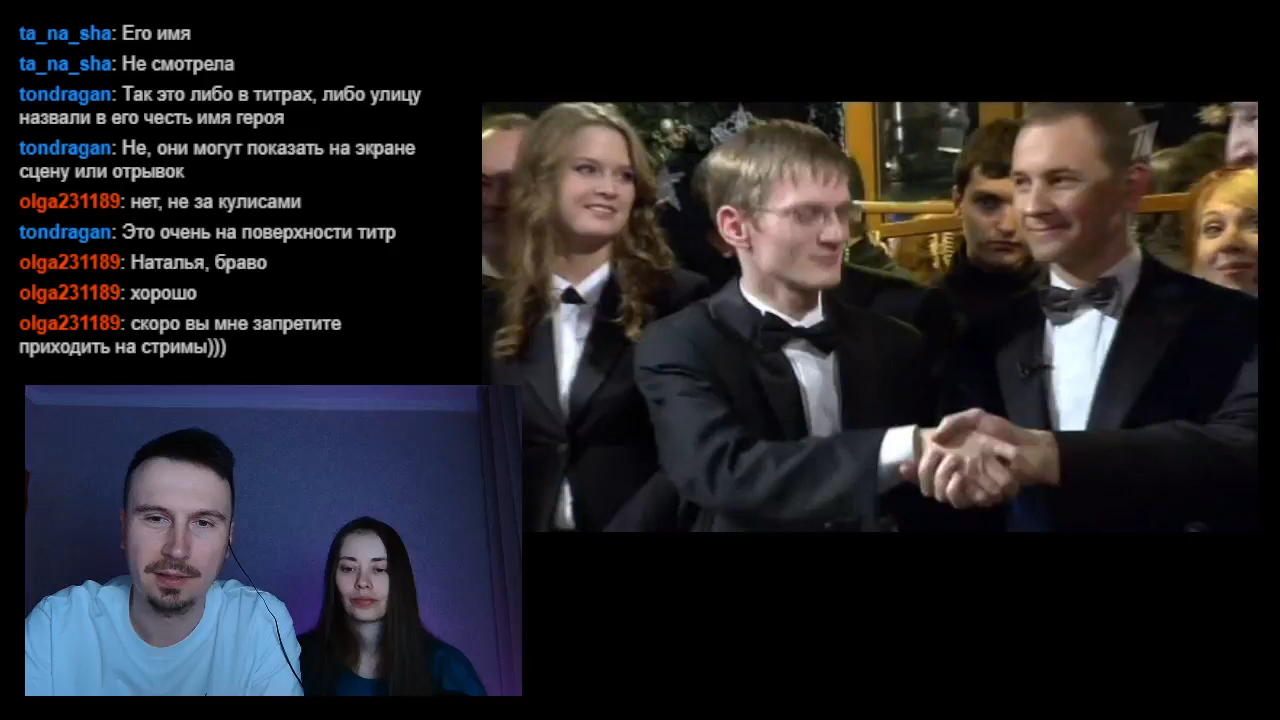 ta_na_sha: Его имя
ta_na_sha: Не смотрела
tondragan: Так это либо в титрах, либо улицу
назвали в его честь имя героя
tondragan: Не, они могут показать на экране
сцену или отрывок
olga231189: нет, не за кулисами
tondragan: Это очень на поверхности титр
olga231189: Наталья, браво
olga231189: хорошо
olga231189: скоро вы мне запретите
приходить на стримы)))